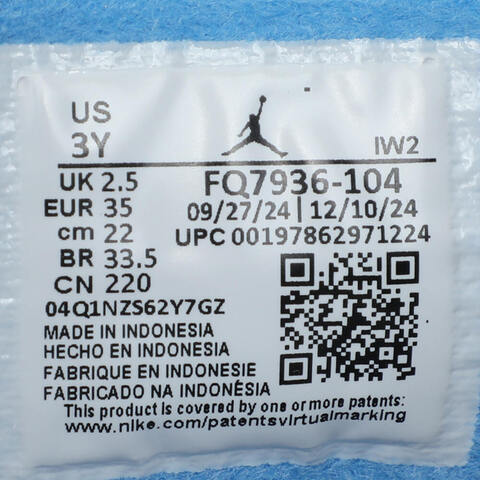 US
3Y
IW2
UK 2.5
FQ7936-104
EUR 35
09/27/24 | 12/10/24
cm 22
UPC 00197862971224
BR 33.5
CN 220
04Q1NZS62Y7GZ
MADE IN INDONESIA
HECHO EN INDONESIA
FABRIQUE EN INDONESIE
FABRICADO NA INDONÉSIA
This product is covered by one or more patents:
www.nike.com/patentsvirtualmarking